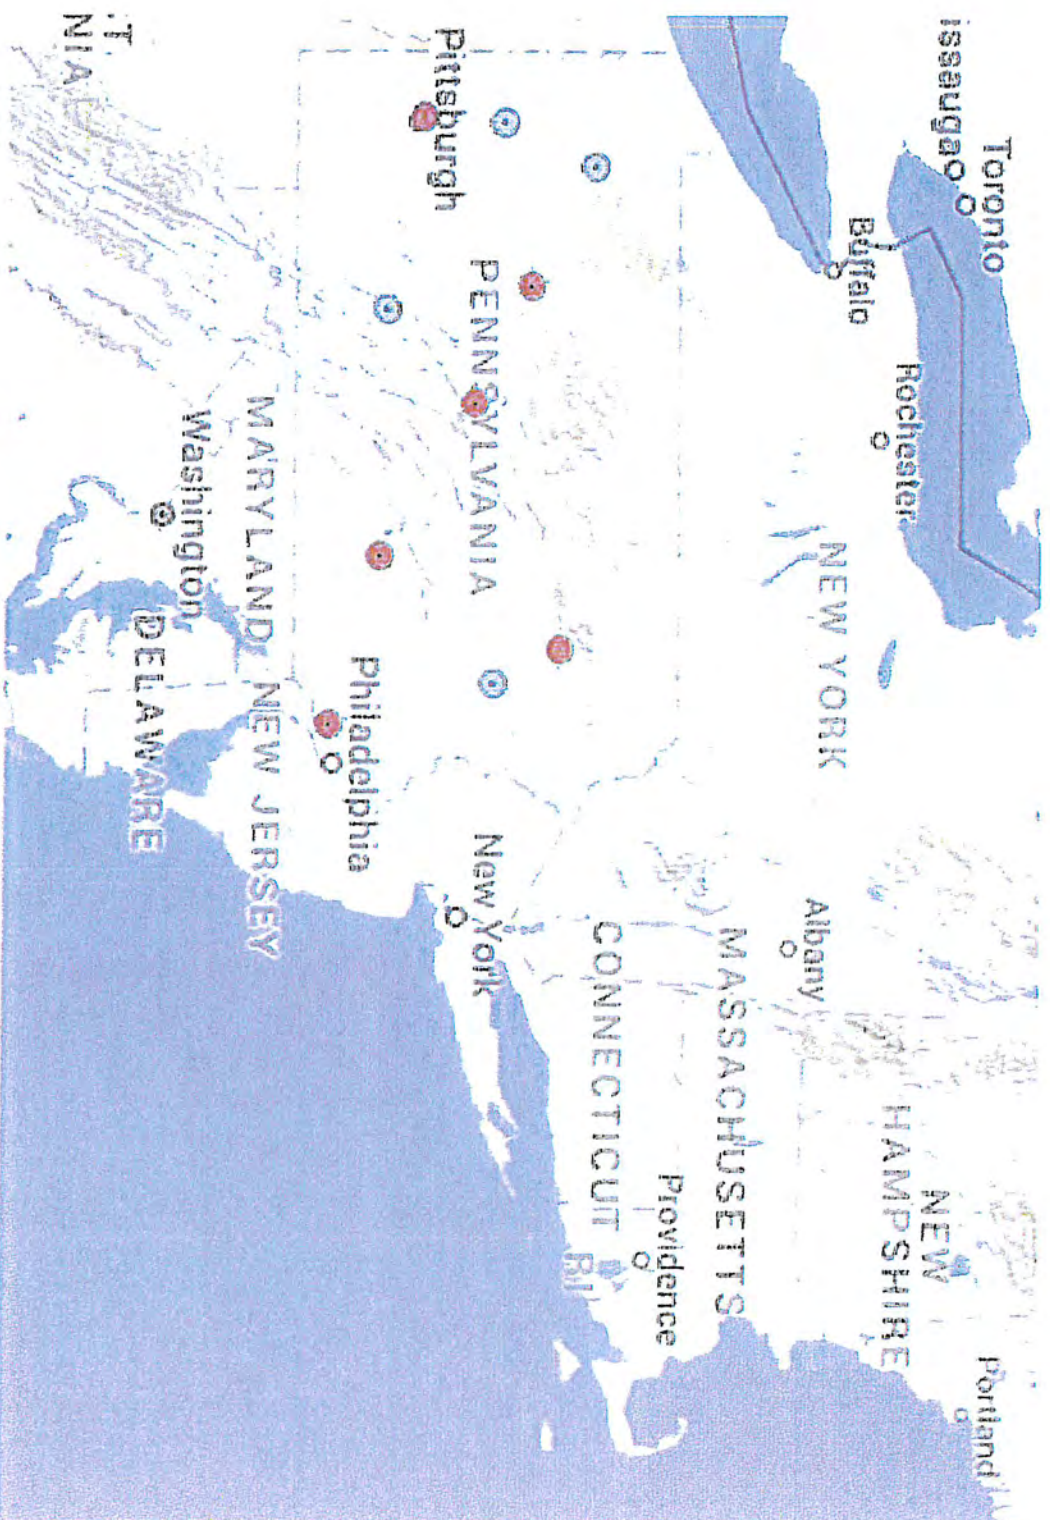 Toronto
issauga
Buffalo
Rochester
NEW YORK
Albany
NEW
HAMPSHIRE
Portland
MASSACHUSETTS
Providence
CONNECTICUT
RI
New York
Pittsburgh
PENNSYLVANIA
Philadelphia
MARYLAND
NEW JERSEY
Washington
DELAWARE
T
NIA